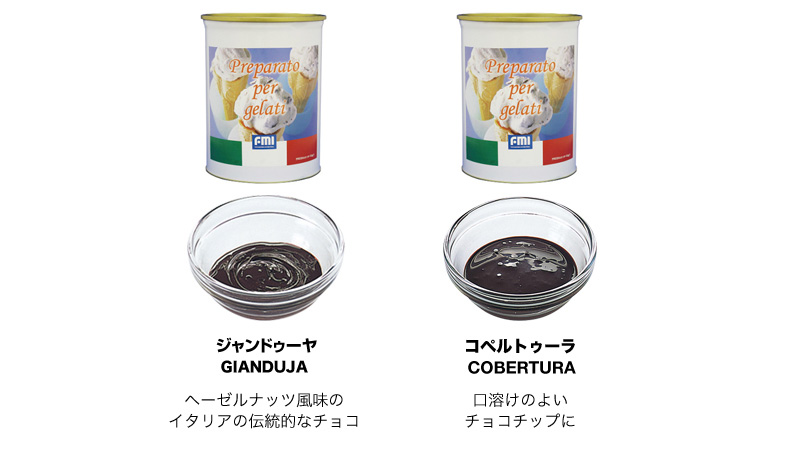 Preparato
per
gelati
FMI
Preparato
per
gelati
FMI
ジャンドゥーヤ
GIANDUJA
ヘーゼルナッツ風味の
イタリアの伝統的なチョコ
コペルトゥーラ
COBERTURA
口溶けのよい
チョコチップに